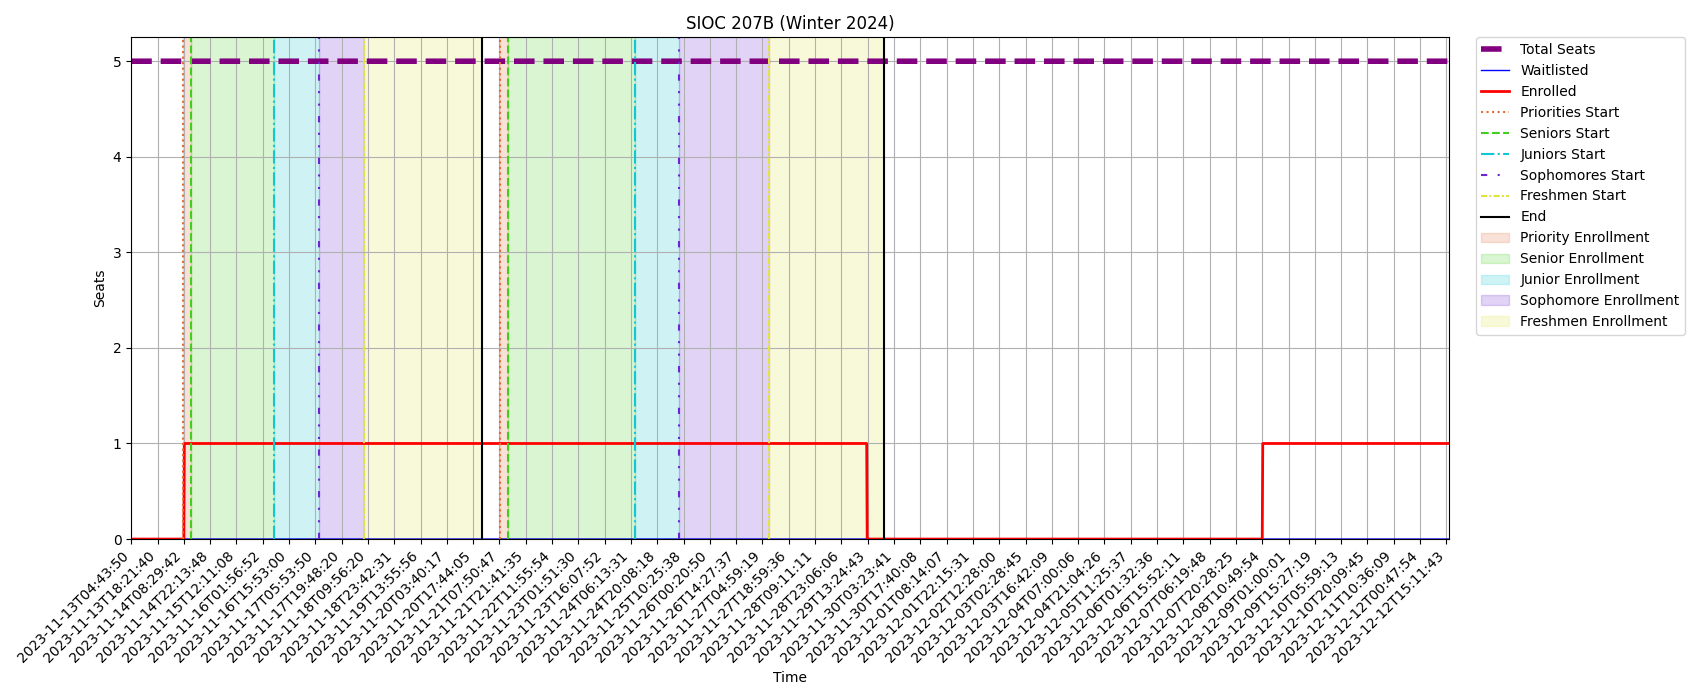 SIOC 207B (Winter 2024)
Seats
5
4
3
2
1
0
2023-11-13T04:43:50
2023-11-13T18:21:40
2023-11-14T08:29:42
2023-11-14T22:13:48
2023-11-15T12:11:08
2023-11-16T01:56:52
2023-11-16T15:53:00
2023-11-17T05:53:50
2023-11-17T19:48:20
2023-11-18T09:56:20
2023-11-18T23:42:31
2023-11-19T13:55:56
2023-11-20T03:40:17
2023-11-20T17:44:05
2023-11-21T07:50:47
2023-11-21T21:41:35
2023-11-22T11:55:54
2023-11-23T01:51:30
2023-11-23T16:07:52
2023-11-24T06:13:31
2023-11-24T20:08:18
2023-11-25T10:25:38
2023-11-26T00:20:50
2023-11-26T14:27:37
2023-11-27T04:59:19
2023-11-27T18:59:36
2023-11-28T09:11:11
2023-11-28T23:06:06
2023-11-29T13:24:43
2023-11-30T03:23:41
2023-11-30T17:40:08
2023-12-01T08:14:07
2023-12-01T22:15:31
2023-12-02T12:28:00
2023-12-03T02:28:45
2023-12-03T16:42:09
2023-12-04T07:00:06
2023-12-04T21:04:26
2023-12-05T11:25:37
2023-12-06T01:32:36
2023-12-06T15:52:11
2023-12-07T06:19:48
2023-12-07T20:28:25
2023-12-08T10:49:54
2023-12-09T01:00:01
2023-12-09T15:27:19
2023-12-10T05:59:13
2023-12-10T20:09:45
2023-12-11T10:36:09
2023-12-12T00:47:54
2023-12-12T15:11:43
Time
Total Seats
Waitlisted
Enrolled
Priorities Start
Seniors Start
Juniors Start
Sophomores Start
Freshmen Start
End
Priority Enrollment
Senior Enrollment
Junior Enrollment
Sophomore Enrollment
Freshmen Enrollment